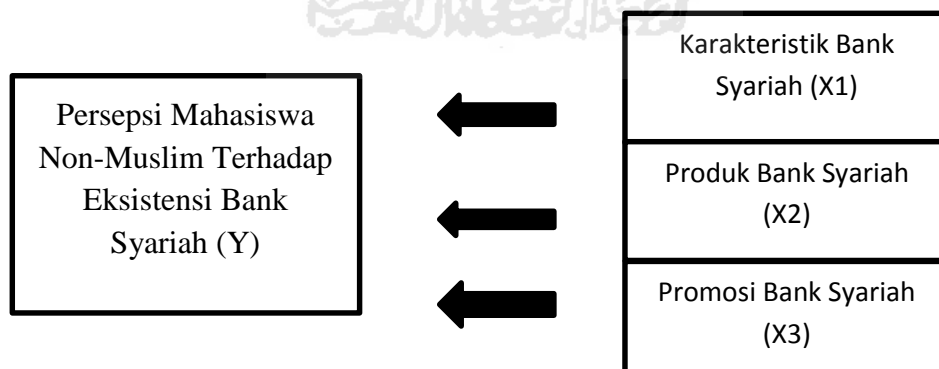 Persepsi Mahasiswa
Non-Muslim Terhadap
Eksistensi Bank
Syariah (Y)
Karakteristik Bank
Syariah (X1)
Produk Bank Syariah
(X2)
Promosi Bank Syariah
(X3)